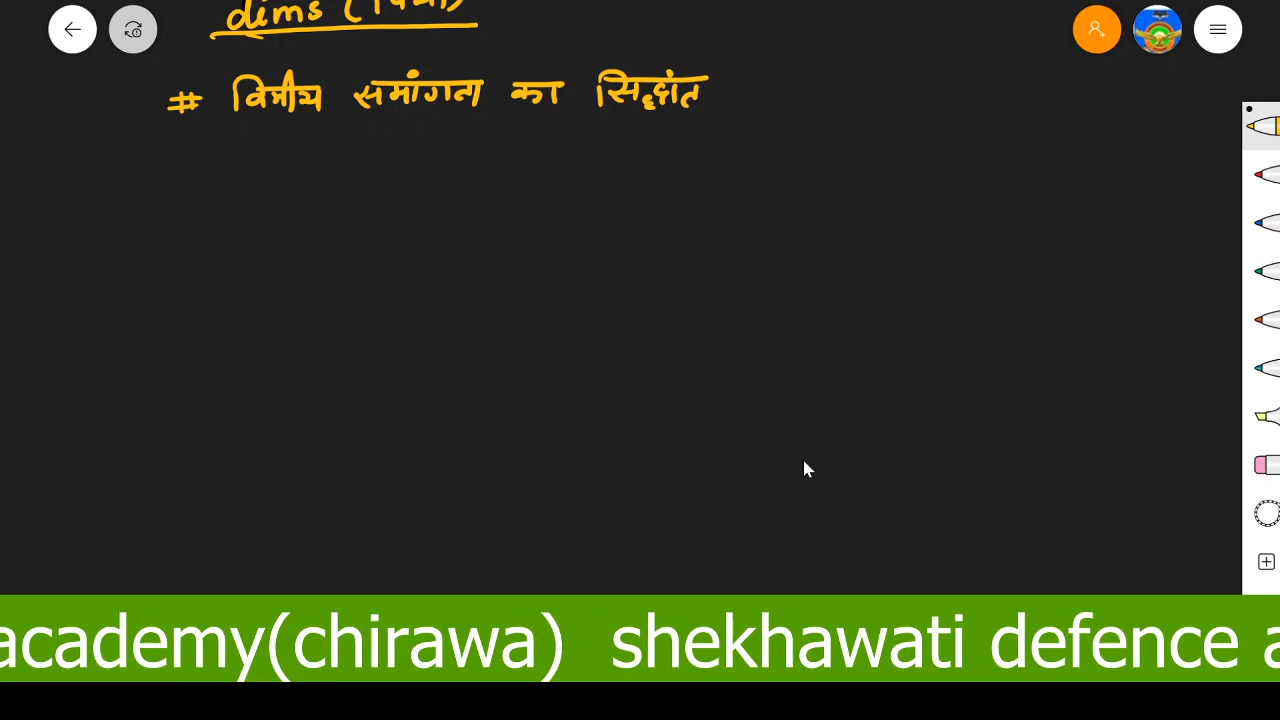 dims (विमा)
# विमीय समांगता का सिद्धांत
academy(chirawa) shekhawati defence a